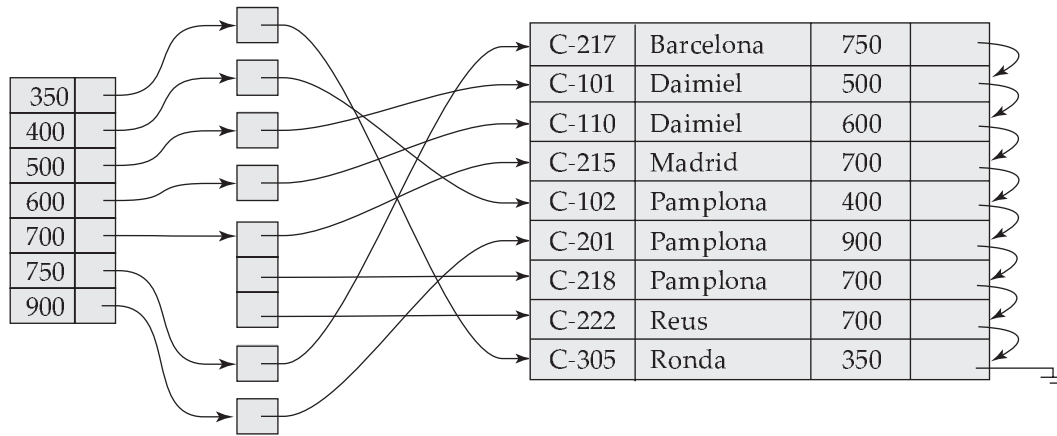 350
400
500
600
700
750
900
C-217 Barcelona 750
C-101 Daimiel 500
C-110 Daimiel 600
C-215 Madrid 700
C-102 Pamplona 400
C-201 Pamplona 900
C-218 Pamplona 700
C-222 Reus 700
C-305 Ronda 350